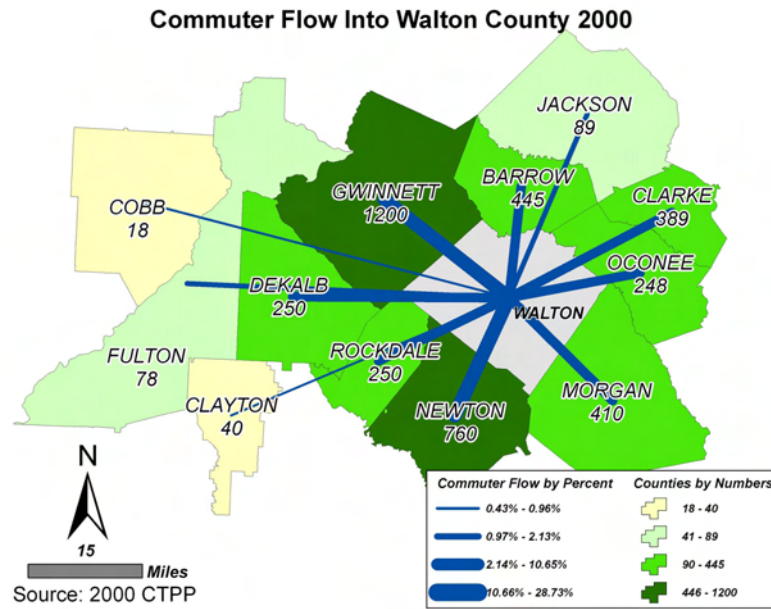 Commuter Flow Into Walton County 2000
JACKSON
89
BARROW
445
GWINNETT
1200
CLARKE
389
COBB
18
OCONEE
248
DEKALB
250
WALTON
ROCKDALE
250
FULTON
78
MORGAN
410
CLAYTON
40
NEWTON
760
N
15
Miles
Source: 2000 CTPP
Commuter Flow by Percent
0.43% - 0.96%
0.97% - 2.13%
2.14% - 10.65%
10.66% - 28.73%
Counties by Numbers
18 - 40
41 - 89
90 - 445
446 - 1200